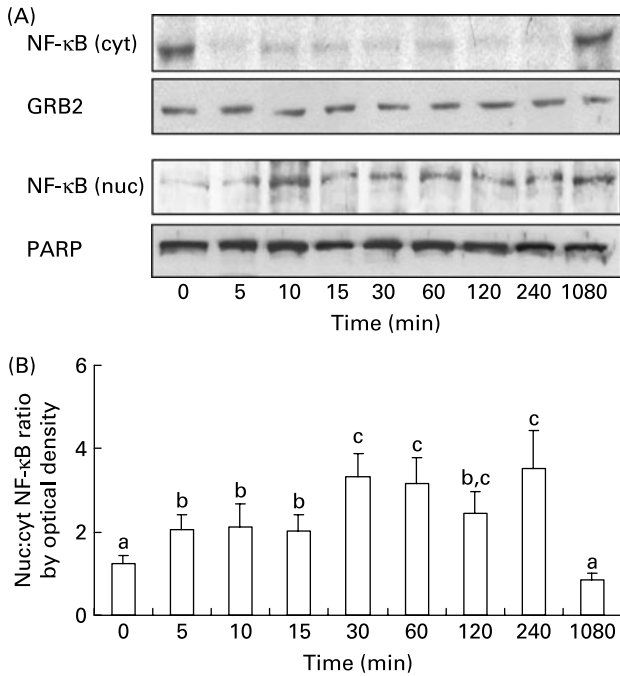 (A)
NF-κB (cyt)
GRB2
NF-κB (nuc)
PARP
0 5 10 15 30 60 120 240 1080
Time (min)
(B)
Nuc:cyt NF-κB ratio
by optical density
6
4
2
0
a b b b c c b,c c a
0 5 10 15 30 60 120 240 1080
Time (min)